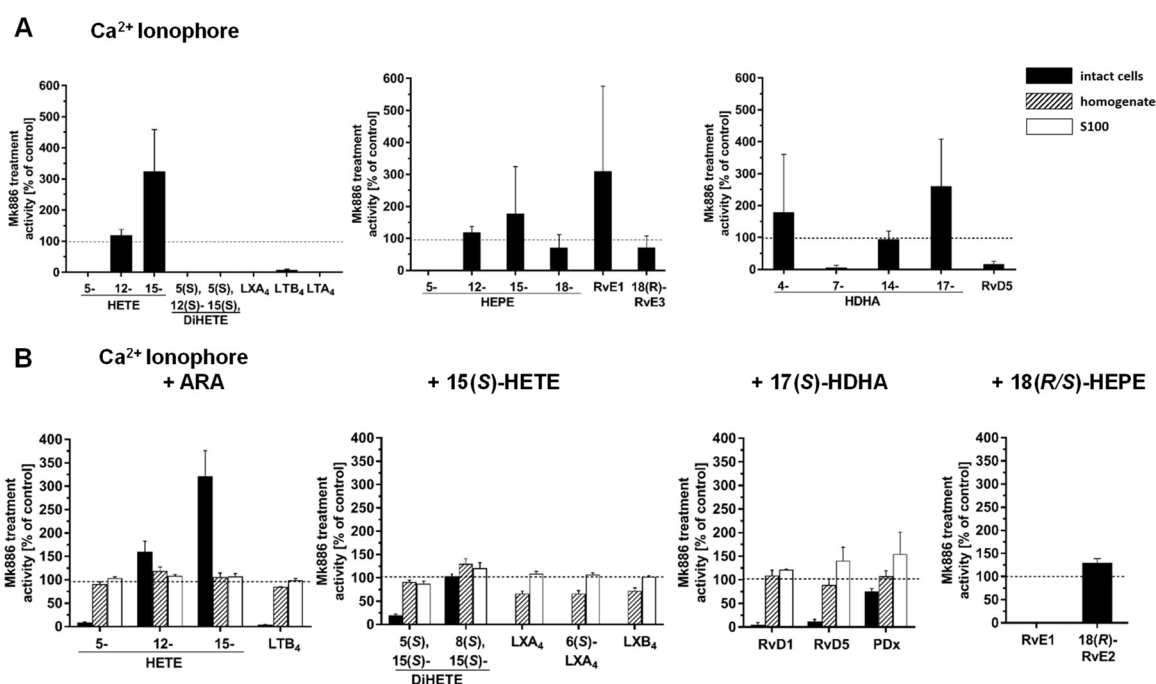 A
Ca2+ Ionophore
intact cells
homogenate
S100
Mk886 treatment
activity [% of control]
600
500
400
300
200
100
0
5- 12- 15- 5(S), 5(S), LXA4 LTB4 LTA4
HETE 12(S)- 15(S),
DiHETE
Mk886 treatment
activity [% of control]
600
500
400
300
200
100
0
5- 12- 15- 18- RvE1 18(R)-
HEPE RvE3
Mk886 treatment
activity [% of control]
600
500
400
300
200
100
0
4- 7- 14- 17- RvD5
HDHA
B
Ca2+ Ionophore
+ ARA
+ 15(S)-HETE
+ 17(S)-HDHA
+ 18(R/S)-HEPE
Mk886 treatment
activity [% of control]
400
350
300
250
200
150
100
50
0
5- 12- 15- LTB4
HETE
Mk886 treatment
activity [% of control]
400
350
300
250
200
150
100
50
0
5(S), 8(S), LXA4 6(S)- LXB4
15(S)- 15(S)- LXA4
DiHETE
Mk886 treatment
activity [% of control]
400
350
300
250
200
150
100
50
0
RvD1 RvD5 PDx
Mk886 treatment
activity [% of control]
400
350
300
250
200
150
100
50
0
RvE1 18(R)-
RvE2